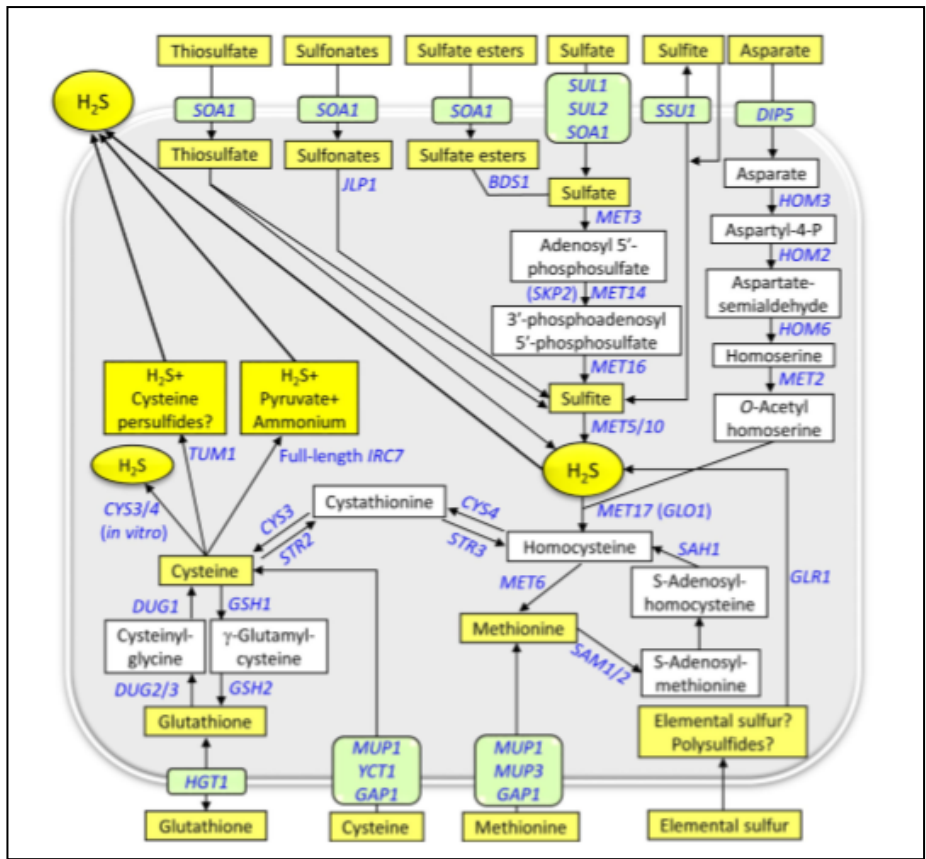 Thiosulfate
Sulfonates
Sulfate esters
Sulfate
Sulfite
Asparate
H₂S
SOA1
SOA1
SOA1
SUL1
SUL2
SOA1
SSU1
DIP5
Thiosulfate
Sulfonates
Sulfate esters
Asparate
JLP1
BDS1
Sulfate
HOM3
MET3
Aspartyl-4-P
Adenosyl 5′-
phosphosulfate
HOM2
(SKP2)
MET14
Aspartate-
semialdehyde
3′-phosphoadenosyl
5′-phosphosulfate
HOM6
Homoserine
MET16
MET2
H₂S+
Cysteine
persulfides?
H₂S+
Pyruvate+
Ammonium
Sulfite
O-Acetyl
homoserine
MET5/10
TUM1
Full-length IRC7
H₂S
H₂S
CYS3/4
(in vitro)
Cystathionine
CYS3
STR2
CYS4
STR3
MET17 (GLO1)
Homocysteine
SAH1
GLR1
Cysteine
MET6
S-Adenosyl-
homocysteine
DUG1
GSH1
Cysteinyl-
glycine
γ-Glutamyl-
cysteine
Methionine
SAM1/2
S-Adenosyl-
methionine
DUG2/3
GSH2
Glutathione
Elemental sulfur?
Polysulfides?
HGT1
MUP1
YCT1
GAP1
MUP1
MUP3
GAP1
Glutathione
Cysteine
Methionine
Elemental sulfur